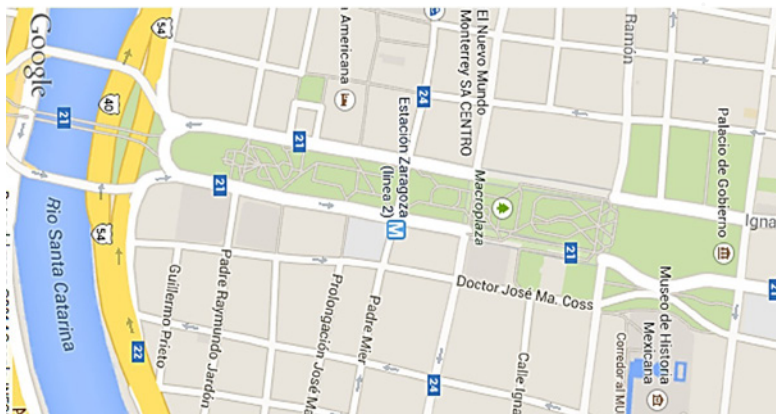 21
Palacio de Gobierno
Igna
Museo de Historia
Mexicana
Ramón
Corredor al MU
21
Doctor José Ma. Coss
Calle Igna
El Nuevo Mundo
Monterrey SA CENTRO
Macroplaza
24
24
Estación Zaragoza
(línea 2)
M
Padre Mier
n Americana
Prolongación José Ma
21
21
Padre Raymundo Jardón
Guillermo Prieto
54
22
40
54
21
Rio Santa Catarina
Google